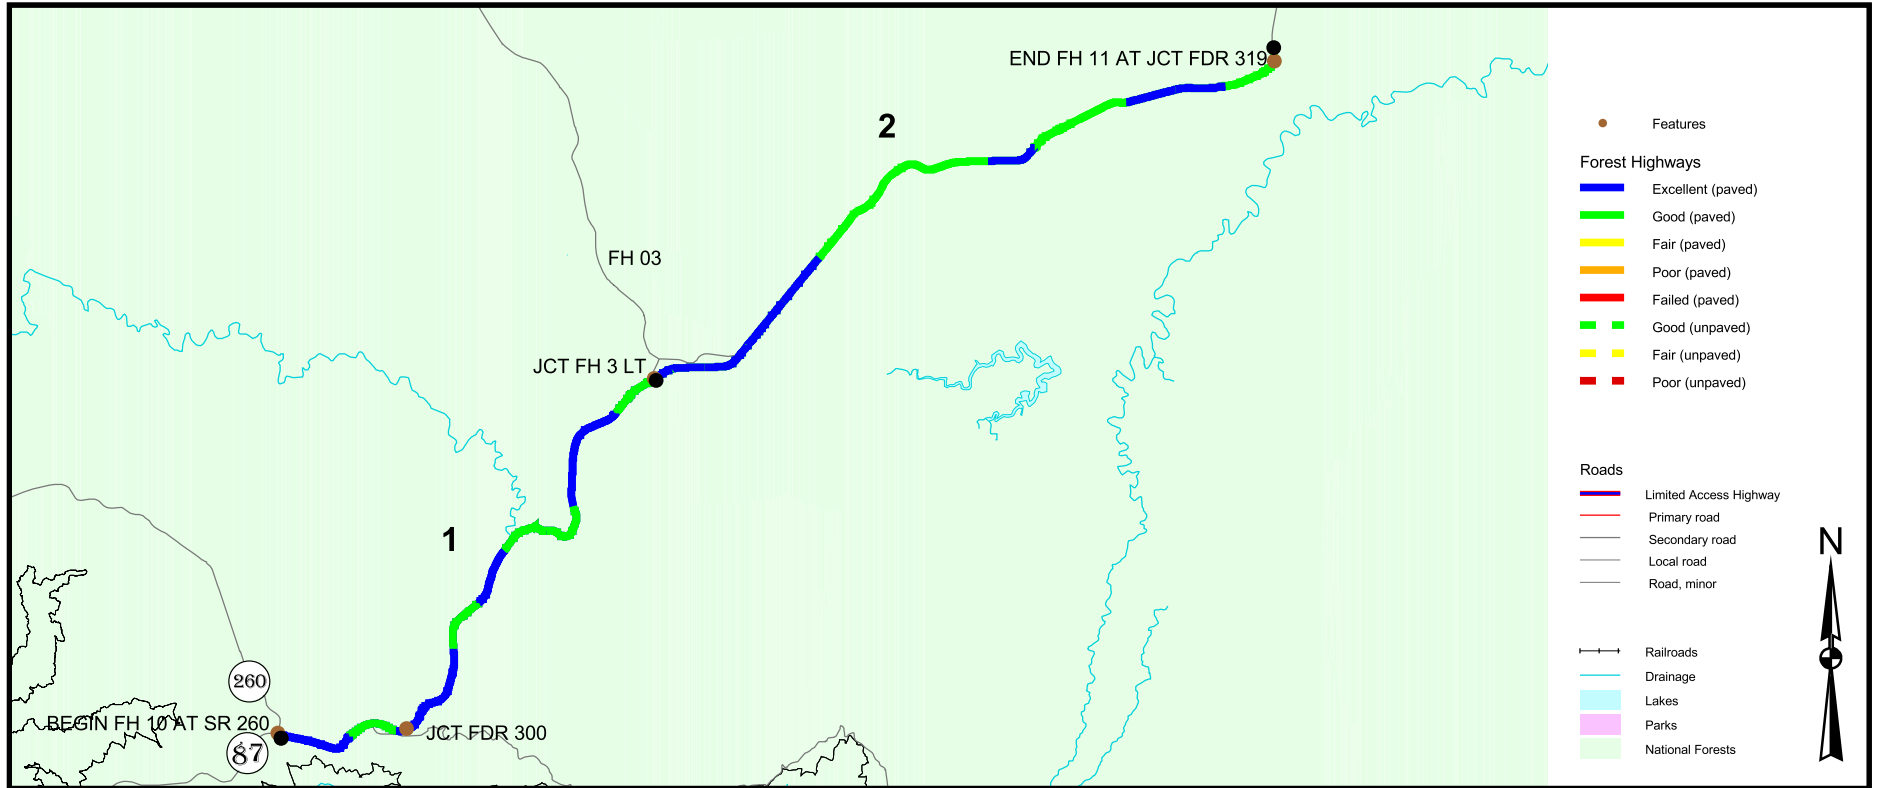 END FH 11 AT JCT FDR 319
2
FH 03
JCT FH 3 LT
1
260
BEGIN FH 10 AT SR 260
87
JCT FDR 300
Features
Forest Highways
Excellent (paved)
Good (paved)
Fair (paved)
Poor (paved)
Failed (paved)
Good (unpaved)
Fair (unpaved)
Poor (unpaved)
Roads
Limited Access Highway
Primary road
Secondary road
Local road
Road, minor
N
Railroads
Drainage
Lakes
Parks
National Forests